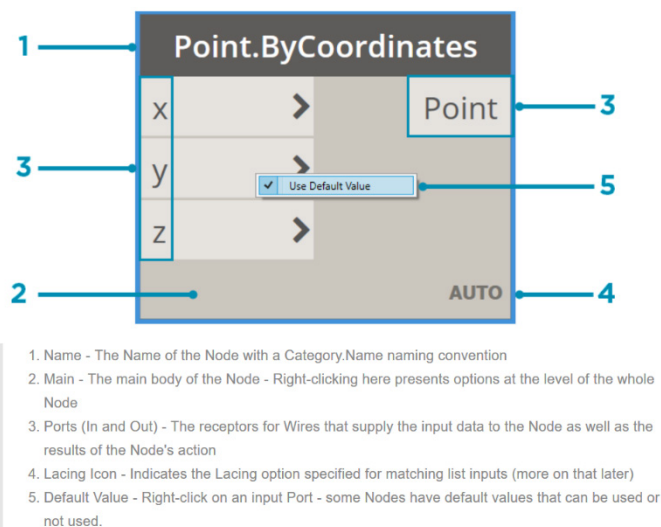 1
Point.ByCoordinates
x
Point
3
3
y
Use Default Value
5
z
2
AUTO
4
1. Name - The Name of the Node with a Category.Name naming convention
2. Main - The main body of the Node - Right-clicking here presents options at the level of the whole
Node
3. Ports (In and Out) - The receptors for Wires that supply the input data to the Node as well as the
results of the Node's action
4. Lacing Icon - Indicates the Lacing option specified for matching list inputs (more on that later)
5. Default Value - Right-click on an input Port - some Nodes have default values that can be used or
not used.